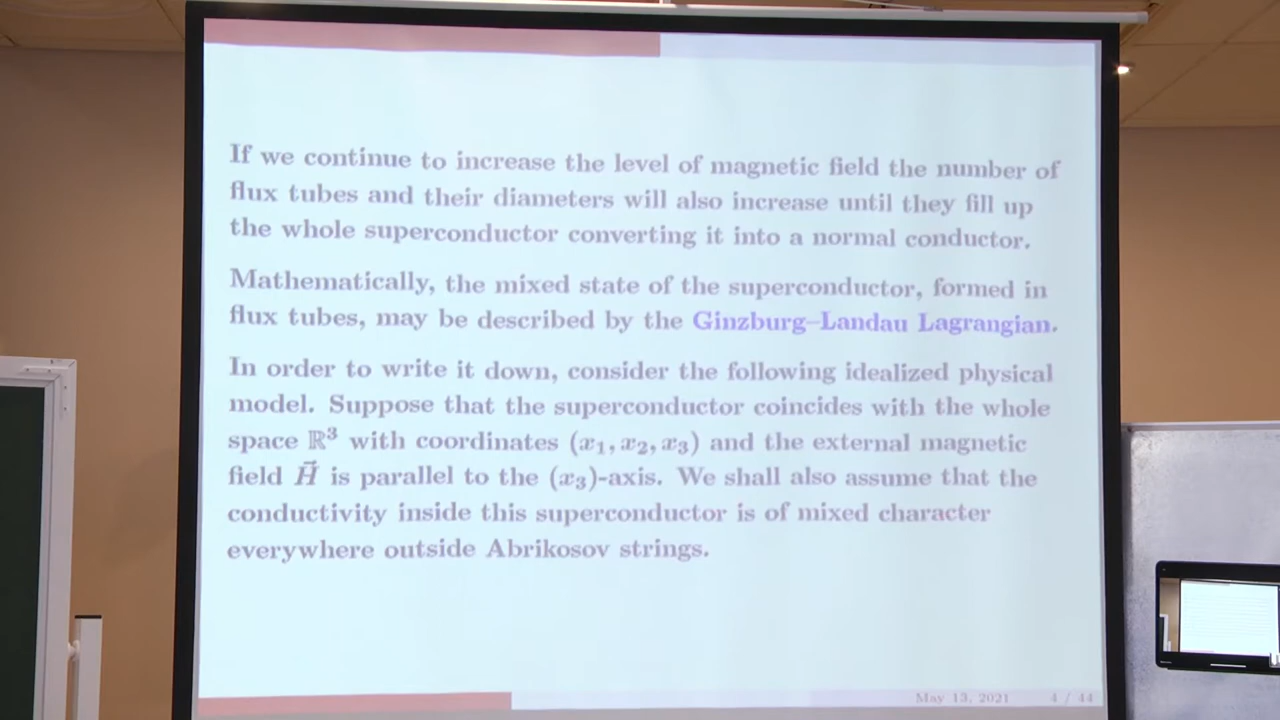 If we continue to increase the level of magnetic field the number of
flux tubes and their diameters will also increase until they fill up
the whole superconductor converting it into a normal conductor.
Mathematically, the mixed state of the superconductor, formed in
flux tubes, may be described by the Ginzburg–Landau Lagrangian.
In order to write it down, consider the following idealized physical
model. Suppose that the superconductor coincides with the whole
space ℝ³ with coordinates (x₁, x₂, x₃) and the external magnetic
field H⃗ is parallel to the (x₃)-axis. We shall also assume that the
conductivity inside this superconductor is of mixed character
everywhere outside Abrikosov strings.
May 13, 2021 4 / 44